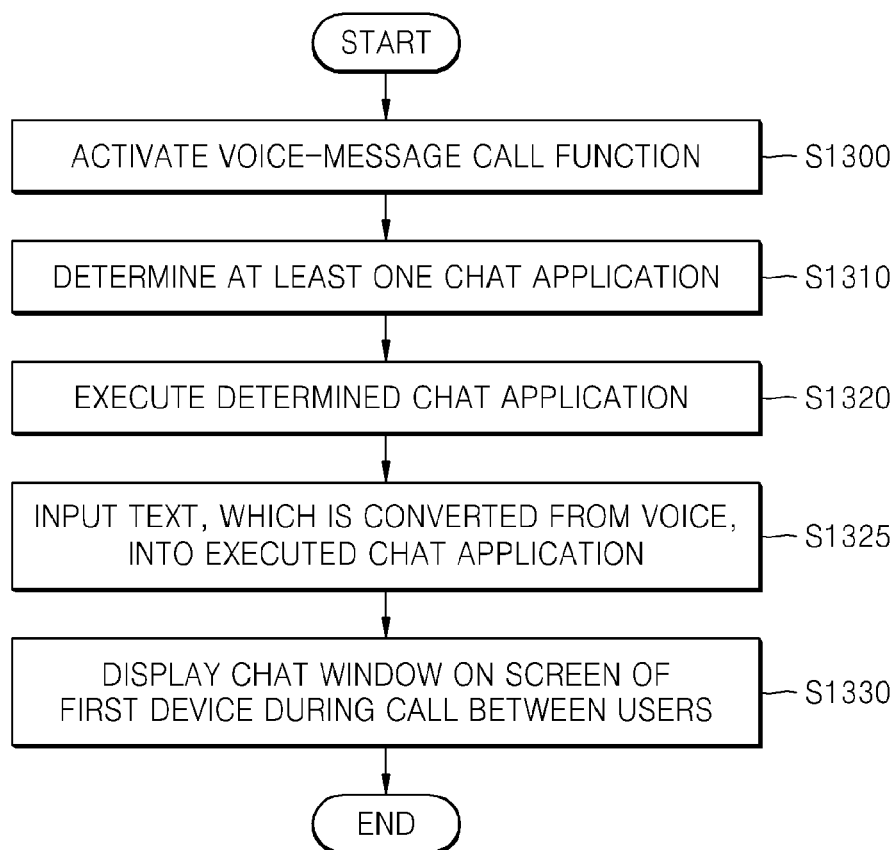 START
ACTIVATE VOICE-MESSAGE CALL FUNCTION
S1300
DETERMINE AT LEAST ONE CHAT APPLICATION
S1310
EXECUTE DETERMINED CHAT APPLICATION
S1320
INPUT TEXT, WHICH IS CONVERTED FROM VOICE,
INTO EXECUTED CHAT APPLICATION
S1325
DISPLAY CHAT WINDOW ON SCREEN OF
FIRST DEVICE DURING CALL BETWEEN USERS
S1330
END